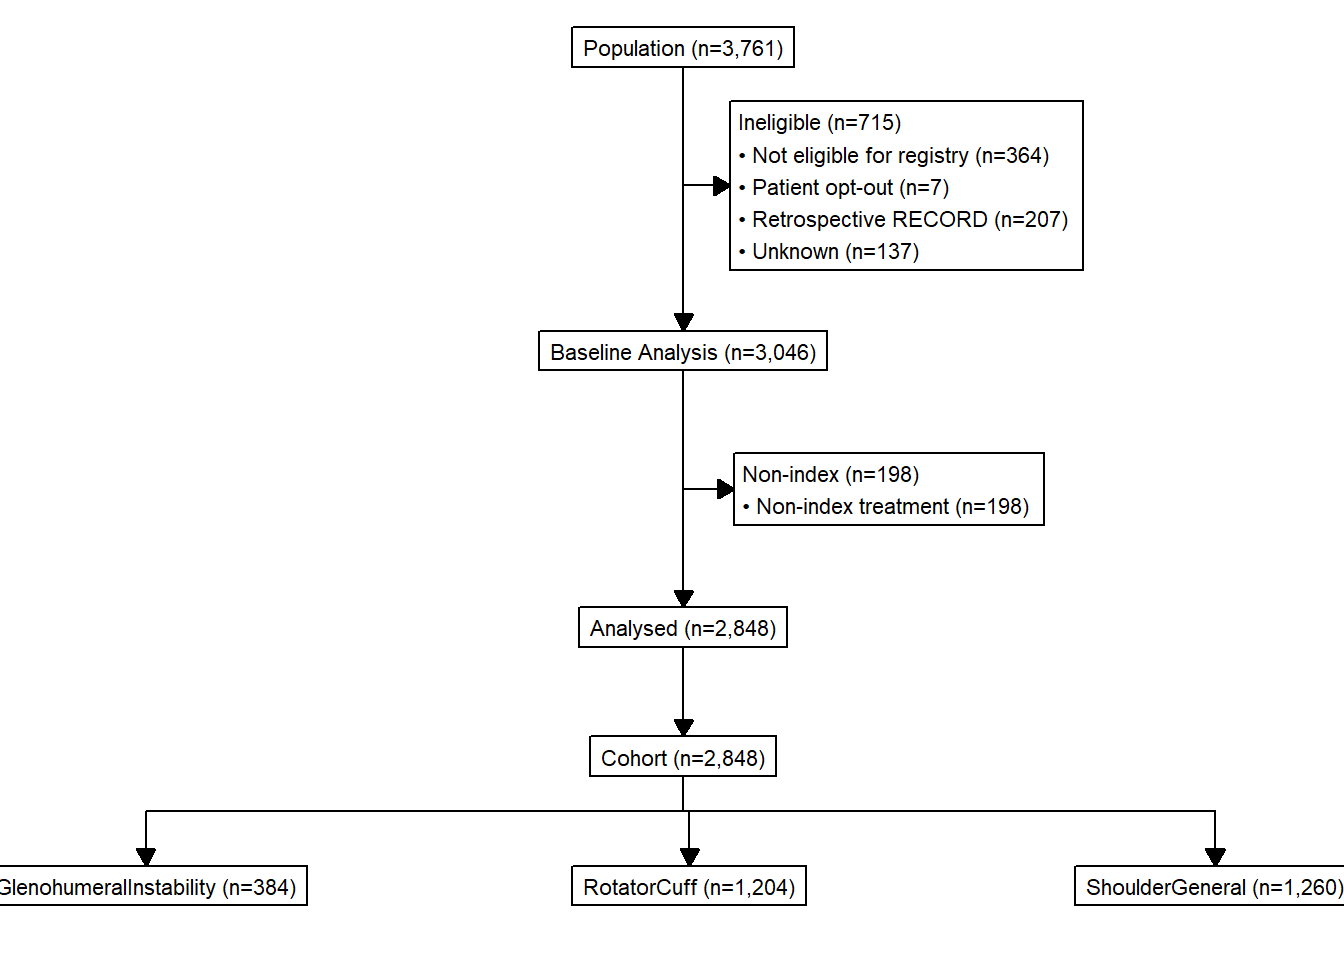 Population (n=3,761)
Ineligible (n=715)
• Not eligible for registry (n=364)
• Patient opt-out (n=7)
• Retrospective RECORD (n=207)
• Unknown (n=137)
Baseline Analysis (n=3,046)
Non-index (n=198)
• Non-index treatment (n=198)
Analysed (n=2,848)
Cohort (n=2,848)
GlenohumeralInstability (n=384)
RotatorCuff (n=1,204)
ShoulderGeneral (n=1,260)